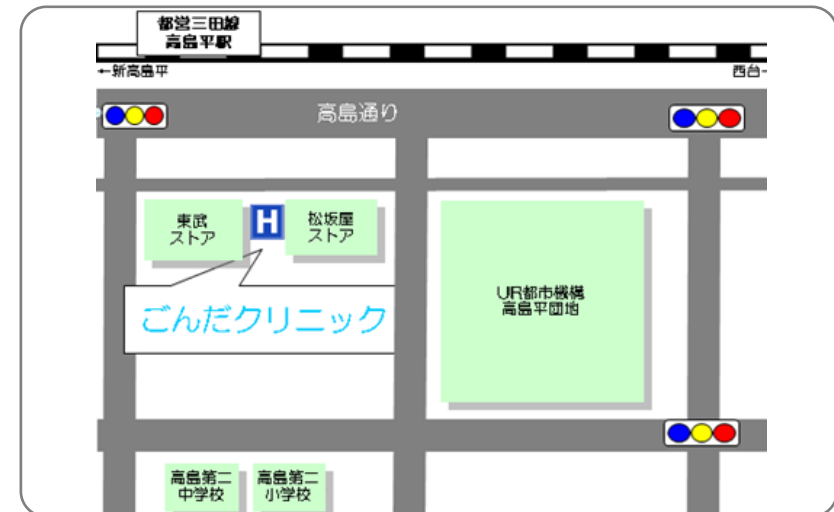 都営三田線
高島平駅
←新高島平
西台
高島通り
東武
ストア
H
松坂屋
ストア
ごんだクリニック
UR都市機構
高島平団地
高島第二
中学校
高島第二
小学校